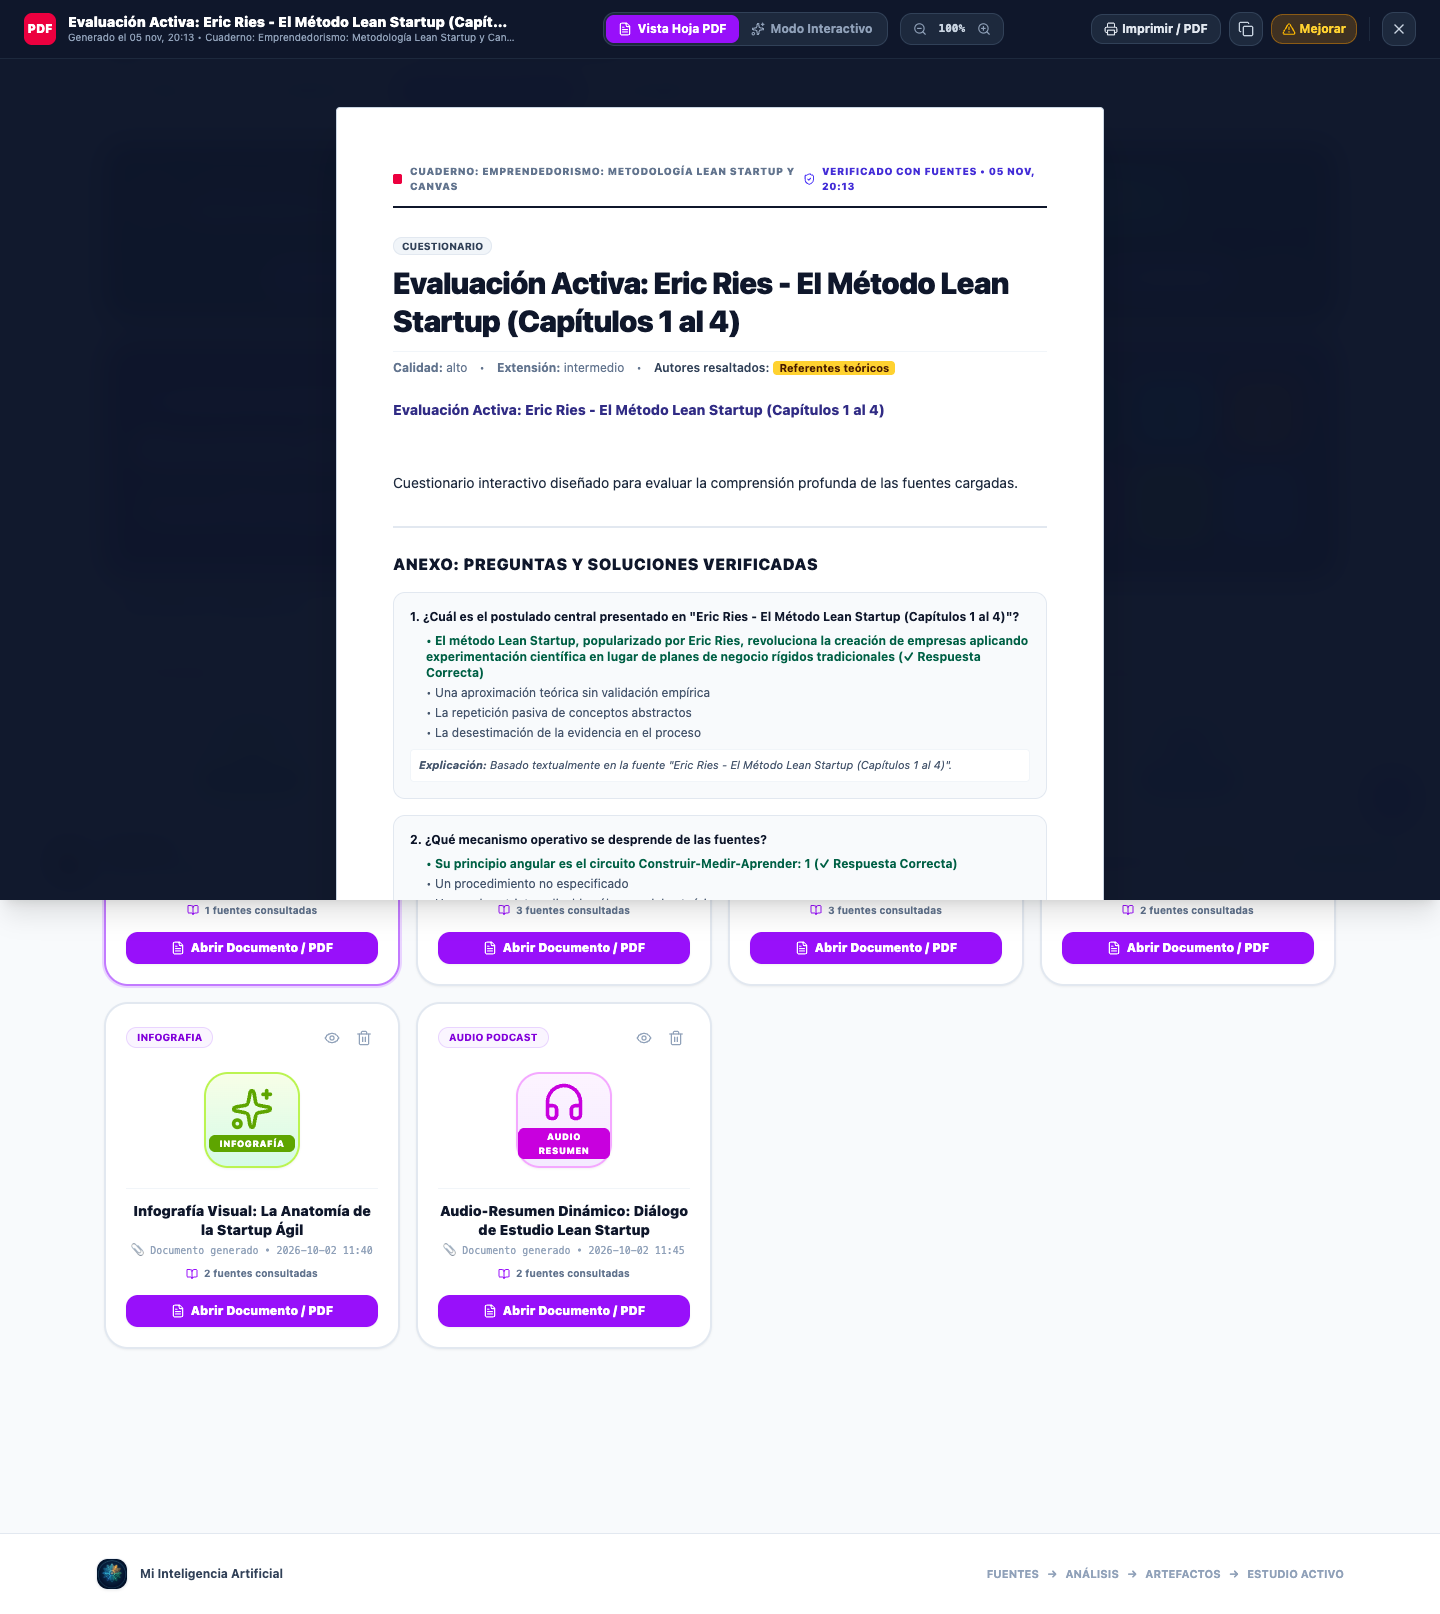 PDF
Evaluación Activa: Eric Ries - El Método Lean Startup (Capít...
Generado el 05 nov, 20:13 • Cuaderno: Emprendedorismo: Metodología Lean Startup y Can...
Vista Hoja PDF
Modo Interactivo
100%
Imprimir / PDF
Mejorar
CUADERNO: EMPRENDEDORISMO: METODOLOGÍA LEAN STARTUP Y
CANVAS
VERIFICADO CON FUENTES • 05 NOV,
20:13
CUESTIONARIO
Evaluación Activa: Eric Ries - El Método Lean
Startup (Capítulos 1 al 4)
Calidad: alto • Extensión: intermedio • Autores resaltados: Referentes teóricos
Evaluación Activa: Eric Ries - El Método Lean Startup (Capítulos 1 al 4)
Cuestionario interactivo diseñado para evaluar la comprensión profunda de las fuentes cargadas.
ANEXO: PREGUNTAS Y SOLUCIONES VERIFICADAS
1. ¿Cuál es el postulado central presentado en "Eric Ries - El Método Lean Startup (Capítulos 1 al 4)"?
• El método Lean Startup, popularizado por Eric Ries, revoluciona la creación de empresas aplicando
experimentación científica en lugar de planes de negocio rígidos tradicionales (✓ Respuesta
Correcta)
• Una aproximación teórica sin validación empírica
• La repetición pasiva de conceptos abstractos
• La desestimación de la evidencia en el proceso
Explicación: Basado textualmente en la fuente "Eric Ries - El Método Lean Startup (Capítulos 1 al 4)".
2. ¿Qué mecanismo operativo se desprende de las fuentes?
• Su principio angular es el circuito Construir-Medir-Aprender: 1 (✓ Respuesta Correcta)
• Un procedimiento no especificado
1 fuentes consultadas
3 fuentes consultadas
3 fuentes consultadas
2 fuentes consultadas
Abrir Documento / PDF
Abrir Documento / PDF
Abrir Documento / PDF
Abrir Documento / PDF
INFOGRAFIA
INFOGRAFÍA
Infografía Visual: La Anatomía de
la Startup Ágil
Documento generado • 2026-10-02 11:40
2 fuentes consultadas
Abrir Documento / PDF
AUDIO PODCAST
AUDIO
RESUMEN
Audio-Resumen Dinámico: Diálogo
de Estudio Lean Startup
Documento generado • 2026-10-02 11:45
2 fuentes consultadas
Abrir Documento / PDF
Mi Inteligencia Artificial
FUENTES → ANÁLISIS → ARTEFACTOS → ESTUDIO ACTIVO